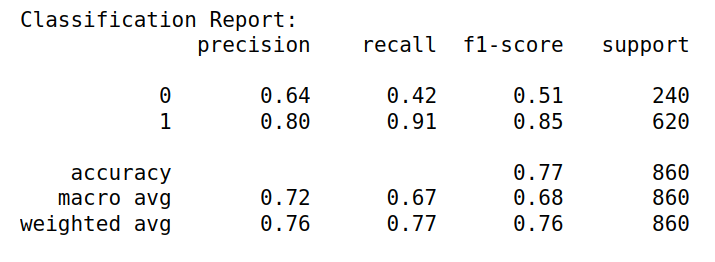 Classification Report:
precision recall f1-score support
0 0.64 0.42 0.51 240
1 0.80 0.91 0.85 620
accuracy 0.77 860
macro avg 0.72 0.67 0.68 860
weighted avg 0.76 0.77 0.76 860